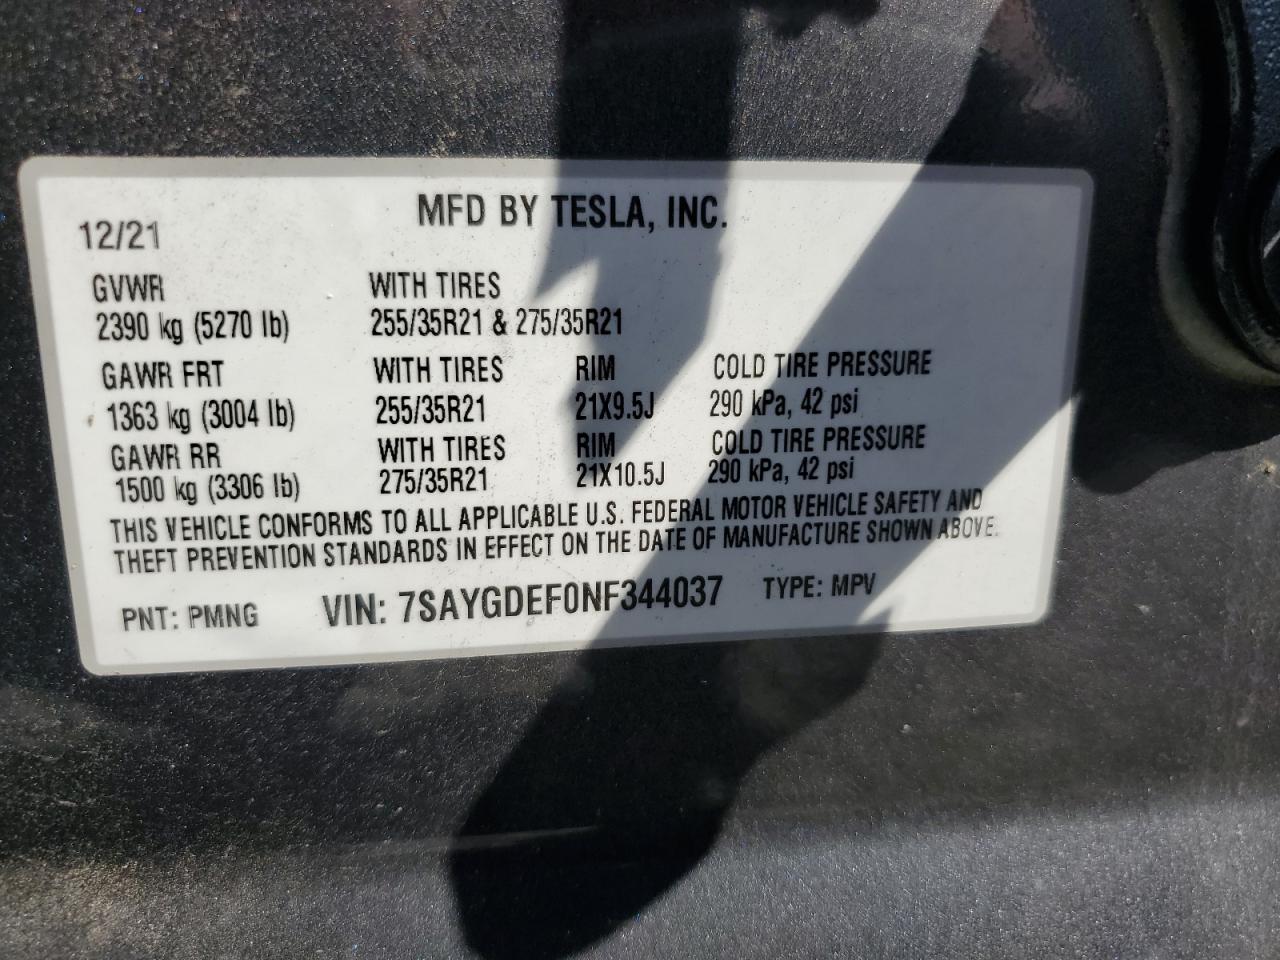 MFD BY TESLA, INC.
12/21
GVWR WITH TIRES
2390 kg (5270 lb) 255/35R21 & 275/35R21
GAWR FRT WITH TIRES RIM COLD TIRE PRESSURE
1363 kg (3004 lb) 255/35R21 21X9.5J 290 kPa, 42 psi
GAWR RR WITH TIRES RIM COLD TIRE PRESSURE
1500 kg (3306 lb) 275/35R21 21X10.5J 290 kPa, 42 psi
THIS VEHICLE CONFORMS TO ALL APPLICABLE U.S. FEDERAL MOTOR VEHICLE SAFETY AND
THEFT PREVENTION STANDARDS IN EFFECT ON THE DATE OF MANUFACTURE SHOWN ABOVE.
PNT: PMNG VIN: 7SAYGDEF0NF344037 TYPE: MPV